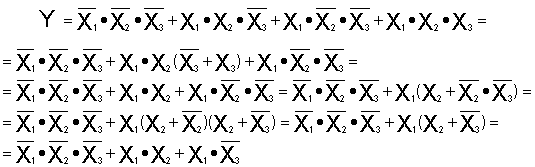 Y = X̅₁•X̅₂•X̅₃+X₁•X₂•X̅₃+X₁•X̅₂•X̅₃+X₁•X₂•X₃=
=X̅₁•X̅₂•X̅₃+X₁•X₂(X̅₃+X₃)+X₁•X̅₂•X̅₃=
=X̅₁•X̅₂•X̅₃+X₁•X₂+X₁•X̅₂•X̅₃=X̅₁•X̅₂•X̅₃+X₁(X₂+X̅₂•X̅₃)=
=X̅₁•X̅₂•X̅₃+X₁(X₂+X̅₂)(X₂+X̅₃)=X̅₁•X̅₂•X̅₃+X₁(X₂+X̅₃)=
=X̅₁•X̅₂•X̅₃+X₁•X₂+X₁•X̅₃